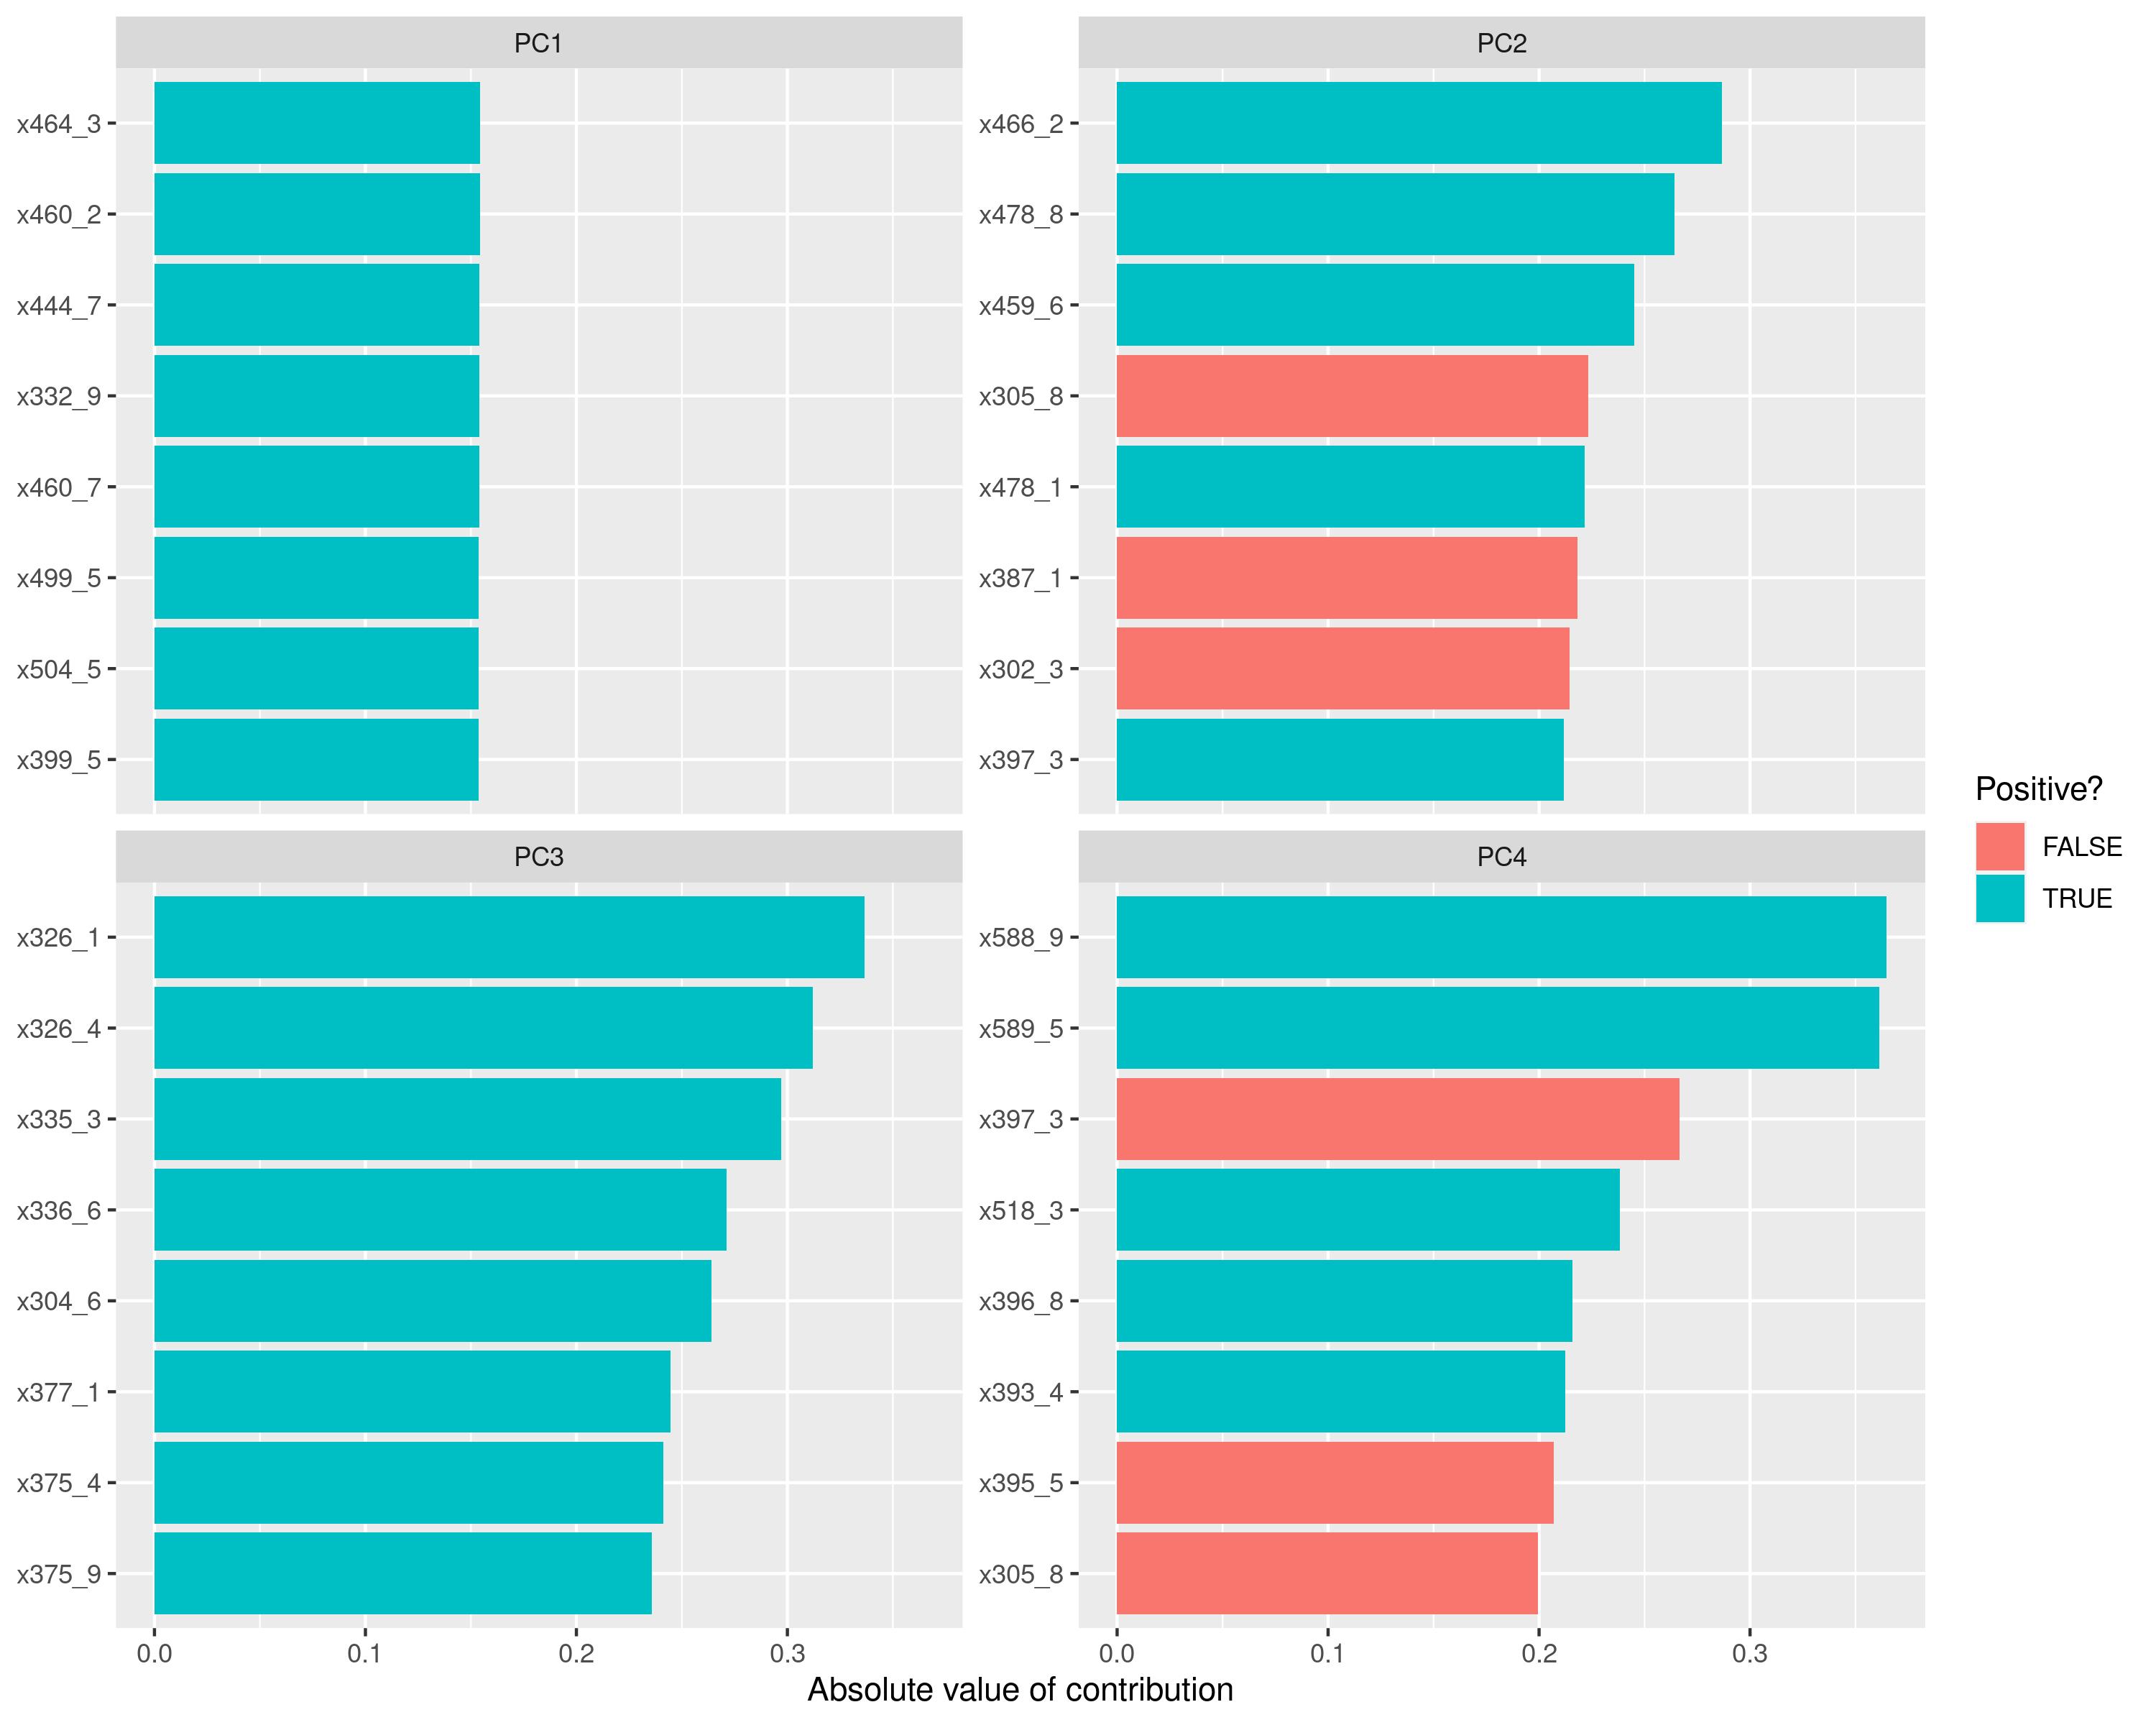 PC1
x464_3
x460_2
x444_7
x332_9
x460_7
x499_5
x504_5
x399_5
PC2
x466_2
x478_8
x459_6
x305_8
x478_1
x387_1
x302_3
x397_3
PC3
x326_1
x326_4
x335_3
x336_6
x304_6
x377_1
x375_4
x375_9
0.0 0.1 0.2 0.3
PC4
x588_9
x589_5
x397_3
x518_3
x396_8
x393_4
x395_5
x305_8
0.0 0.1 0.2 0.3
Absolute value of contribution
Positive?
FALSE
TRUE